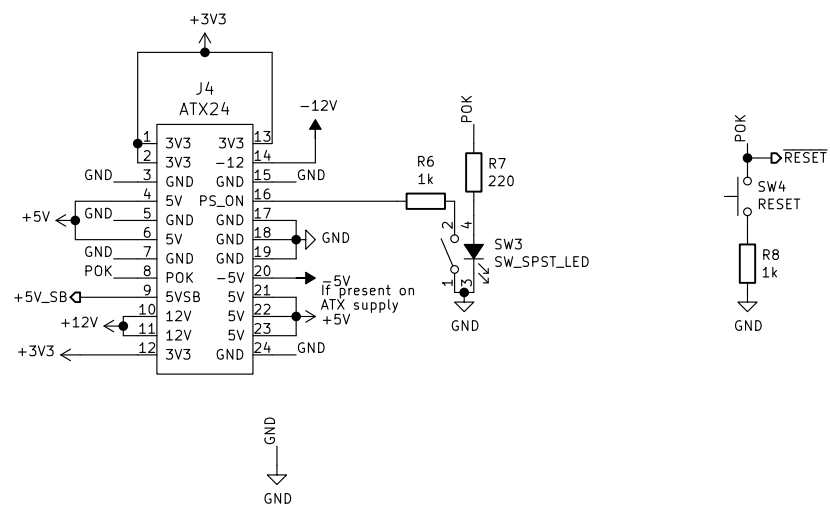 +3V3
J4
ATX24
-12V
1 3V3 3V3 13
2 3V3 -12 14
GND 3 GND GND 15 GND
4 5V PS_ON 16
+5V GND 5 GND GND 17
6 5V GND 18 GND
GND 7 GND GND 19
POK 8 POK -5V 20 -5V
If present on
ATX supply
+5V_SB 9 5VSB 5V 21
+12V 10 12V 5V 22 +5V
11 12V 5V 23
+3V3 12 3V3 GND 24 GND
R6
1k
POK
R7
220
2 4
SW3
SW_SPST_LED
1 3
GND
POK
RESET
SW4
RESET
R8
1k
GND
GND
GND